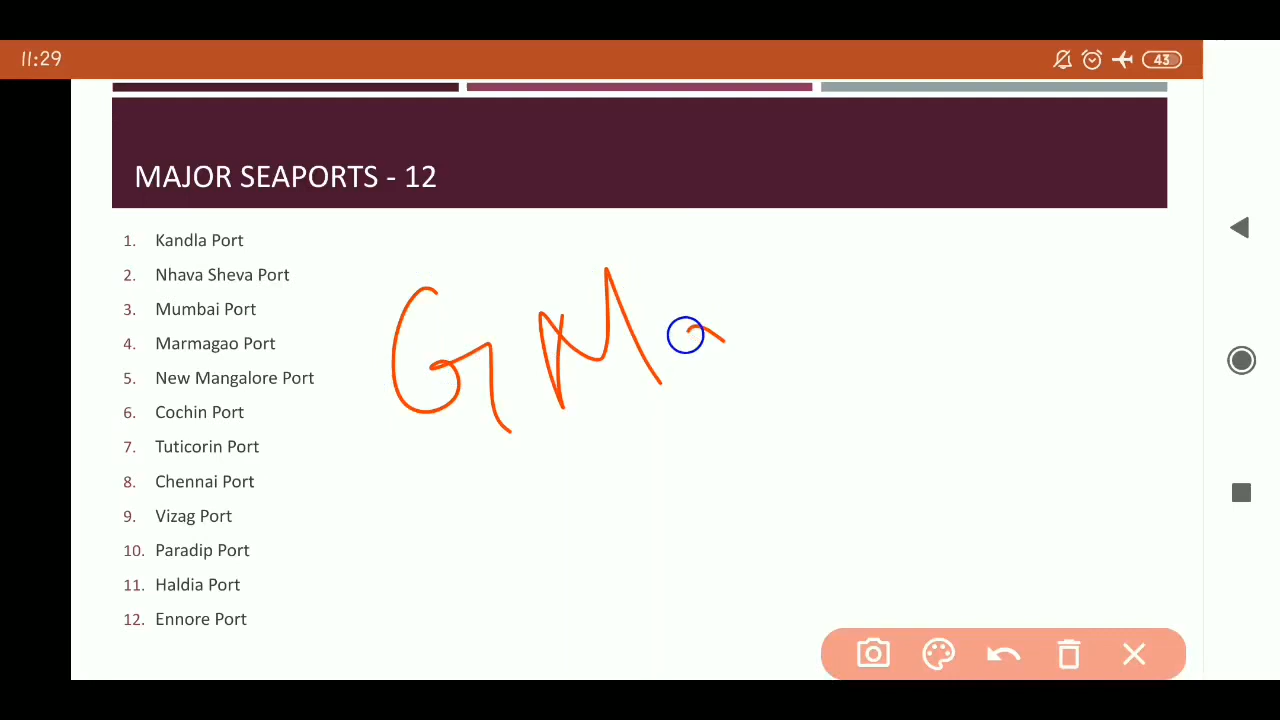 11:29
43
MAJOR SEAPORTS - 12
1. Kandla Port
2. Nhava Sheva Port
3. Mumbai Port
4. Marmagao Port
5. New Mangalore Port
6. Cochin Port
7. Tuticorin Port
8. Chennai Port
9. Vizag Port
10. Paradip Port
11. Haldia Port
12. Ennore Port
G M